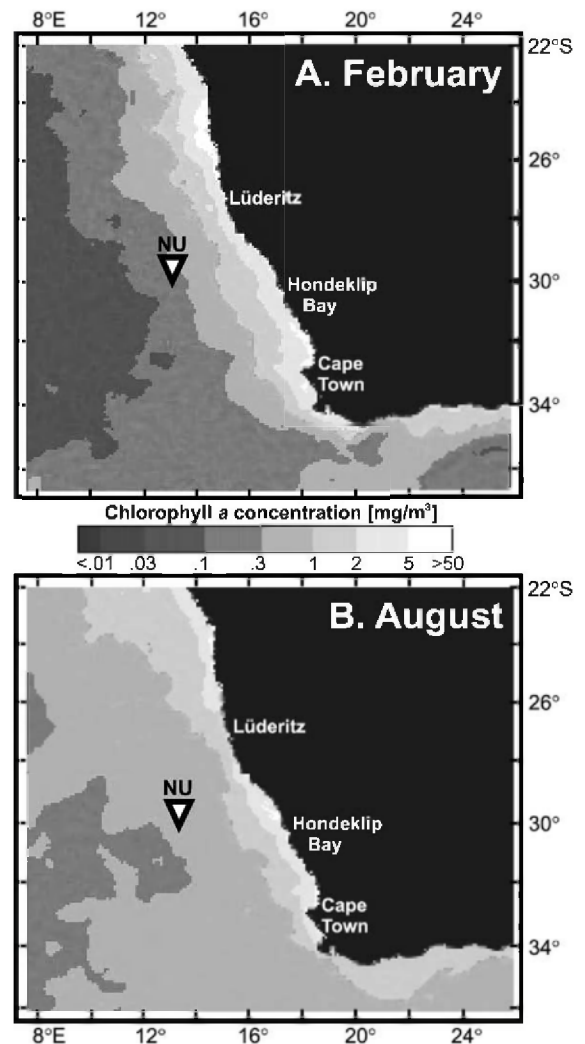 8°E 12° 16° 20° 24°
22°S
A. February
26°
Lüderitz
NU
30°
Hondeklip
Bay
Cape
Town
34°
Chlorophyll a concentration [mg/m³]
<.01 .03 .1 .3 1 2 5 >50
22°S
B. August
26°
Lüderitz
NU
30°
Hondeklip
Bay
Cape
Town
34°
8°E 12° 16° 20° 24°